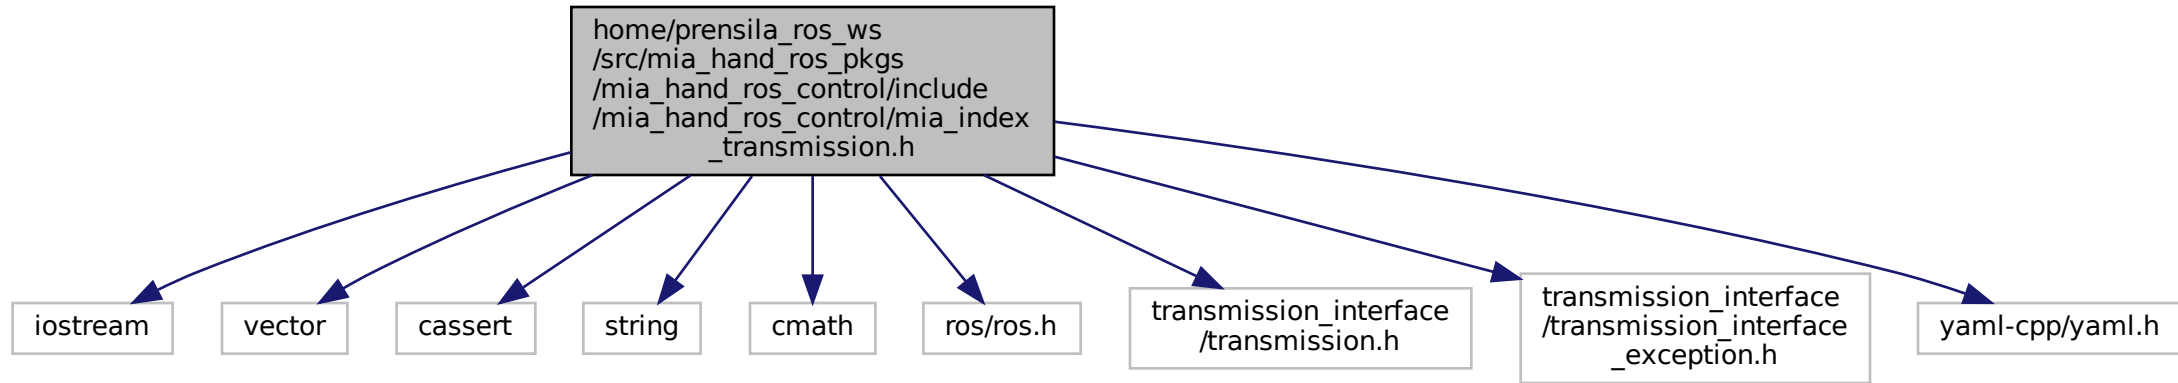 home/prensila_ros_ws
/src/mia_hand_ros_pkgs
/mia_hand_ros_control/include
/mia_hand_ros_control/mia_index
_transmission.h
iostream
vector
cassert
string
cmath
ros/ros.h
transmission_interface
/transmission.h
transmission_interface
/transmission_interface
_exception.h
yaml-cpp/yaml.h